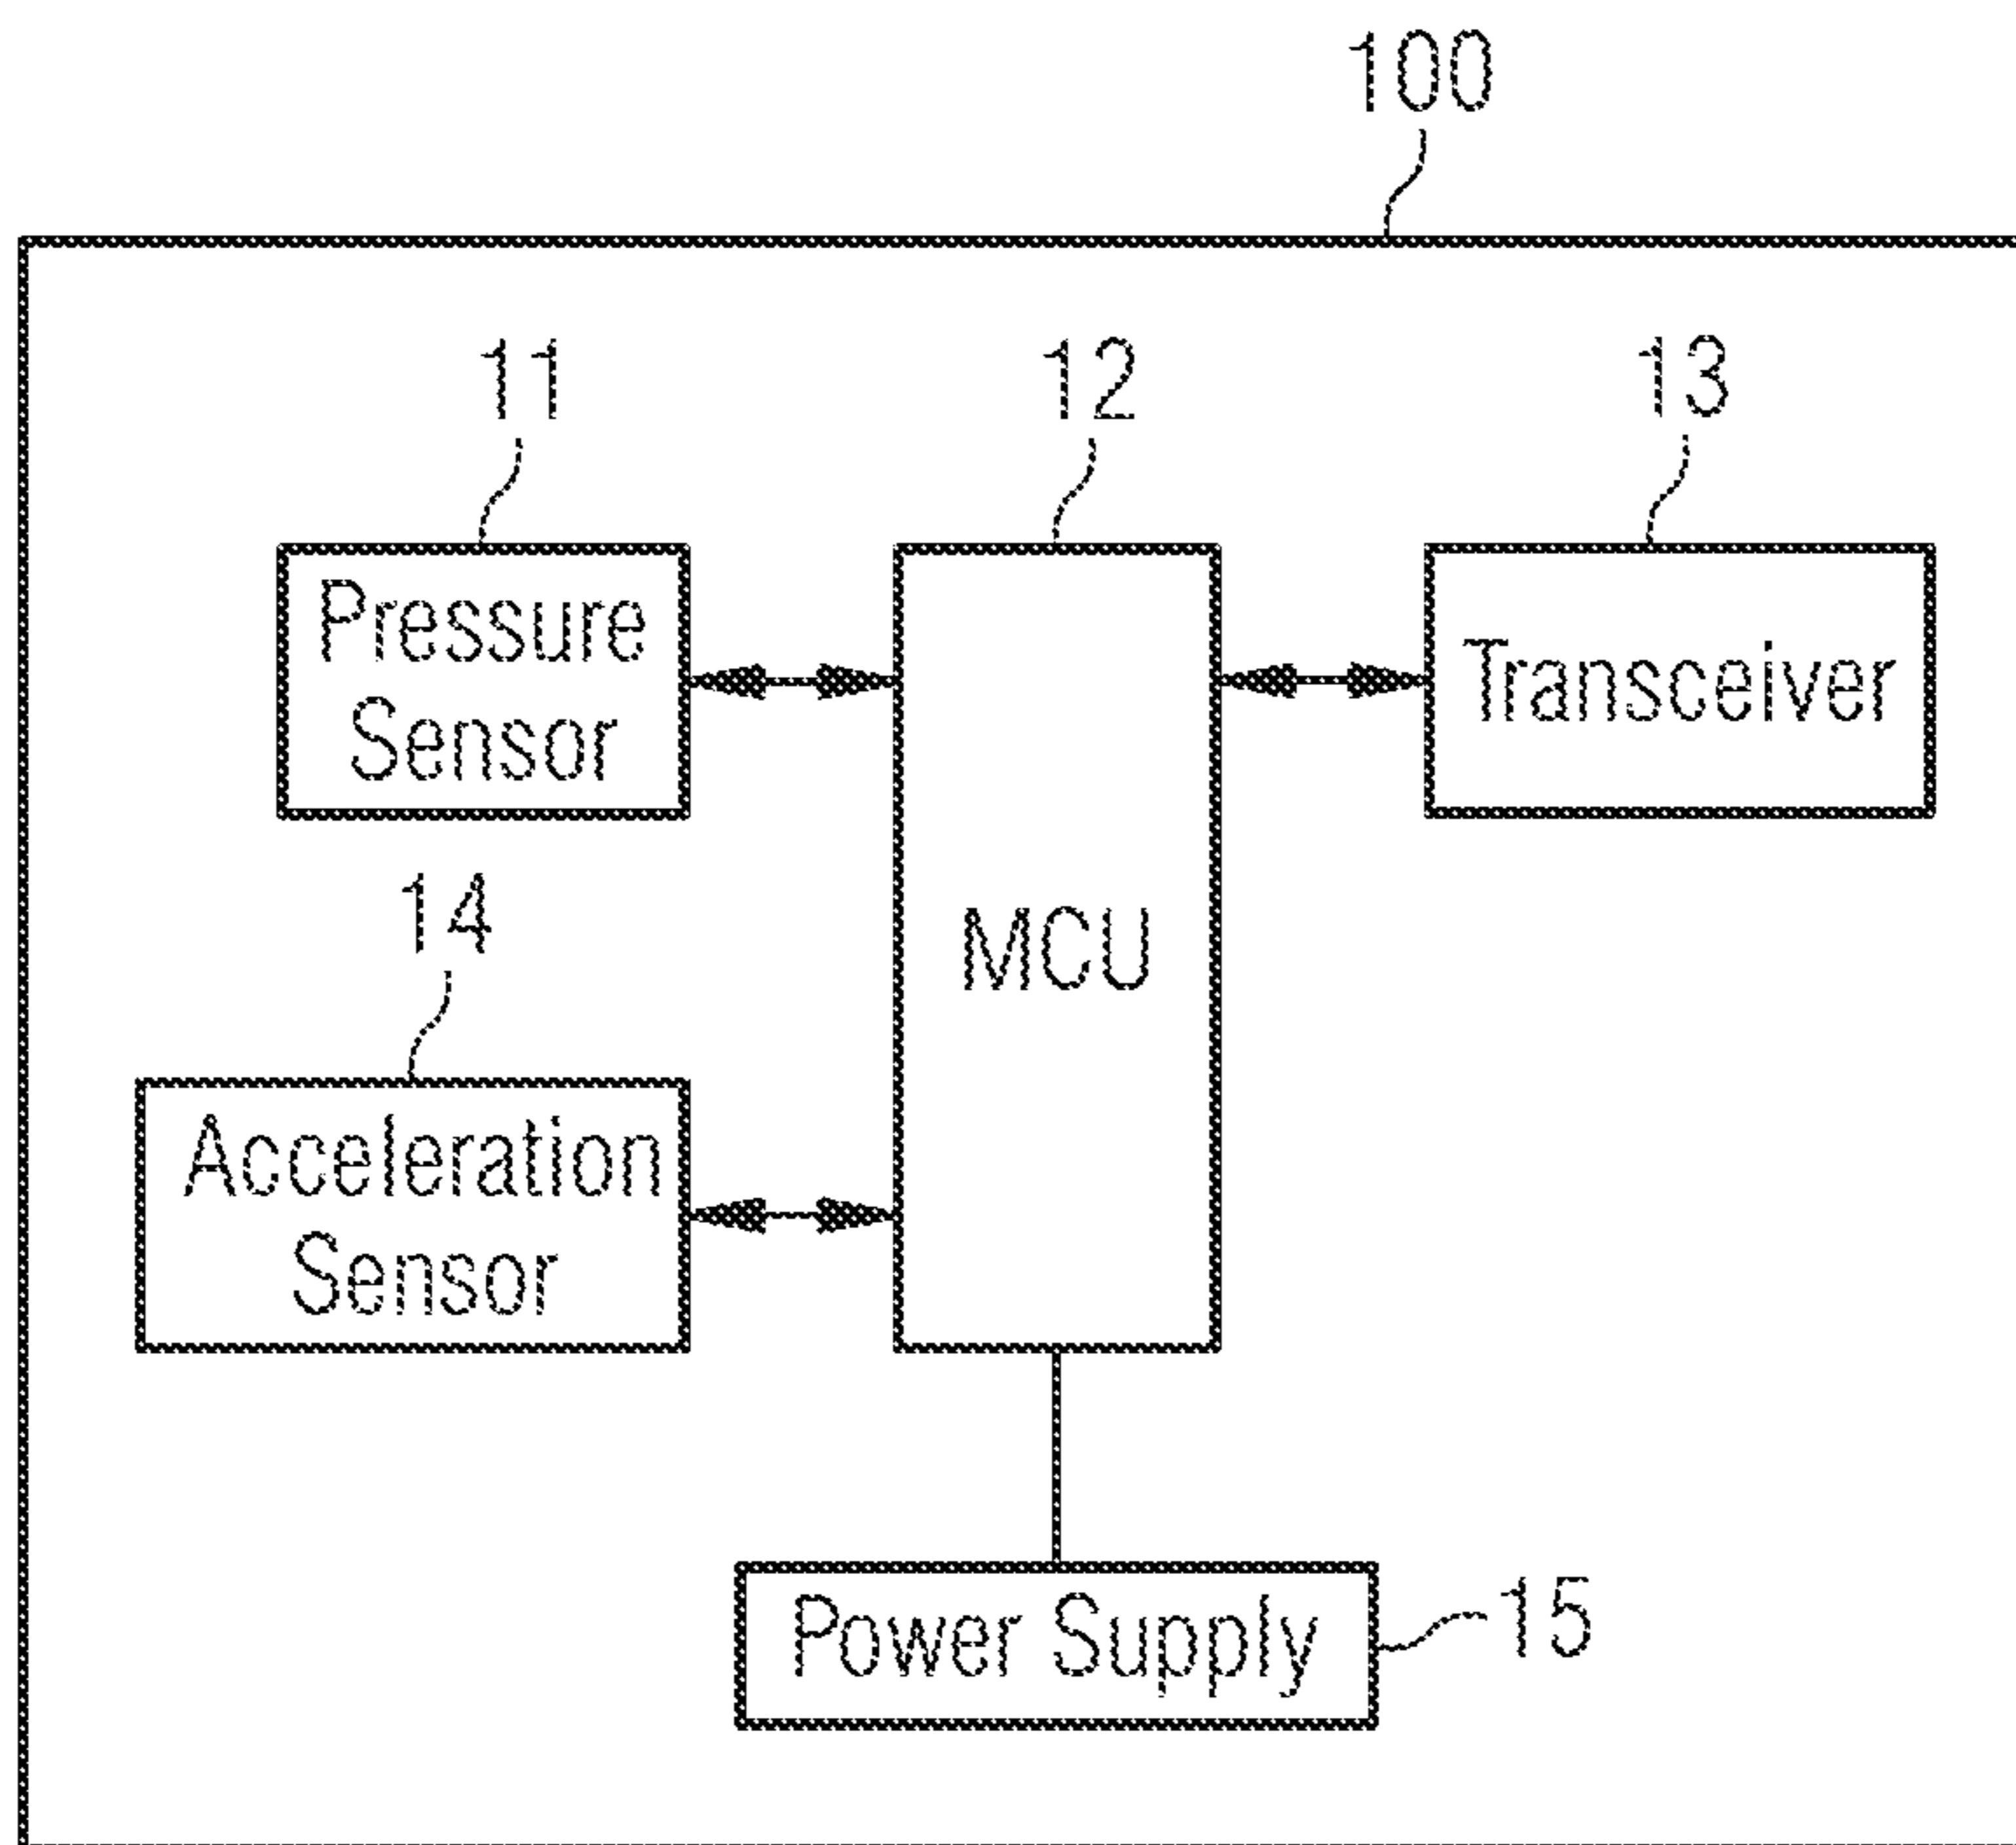 100
11
12
13
Pressure
Sensor
Transceiver
MCU
14
Acceleration
Sensor
Power Supply
15